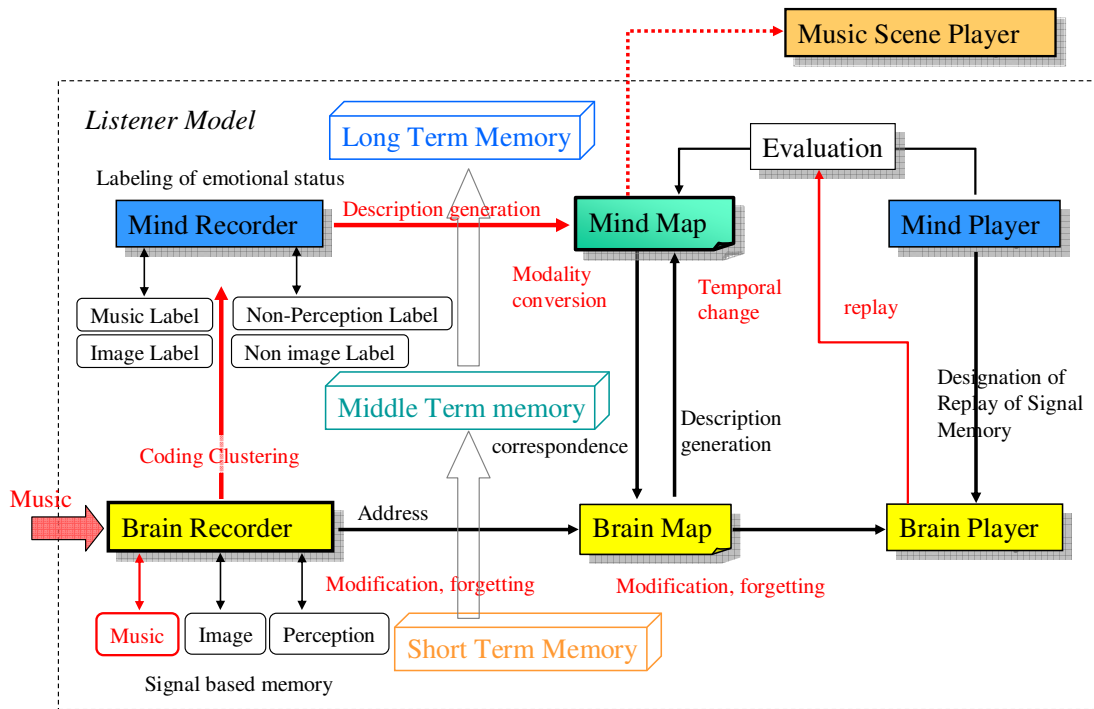 Music Scene Player
Listener Model
Long Term Memory
Evaluation
Labeling of emotional status
Mind Recorder
Description generation
Mind Map
Mind Player
Modality
conversion
Temporal
change
replay
Music Label
Non-Perception Label
Image Label
Non image Label
Middle Term memory
Designation of
Replay of Signal
Memory
Description
generation
correspondence
Coding Clustering
Music
Brain Recorder
Address
Brain Map
Brain Player
Modification, forgetting
Modification, forgetting
Music
Image
Perception
Short Term Memory
Signal based memory